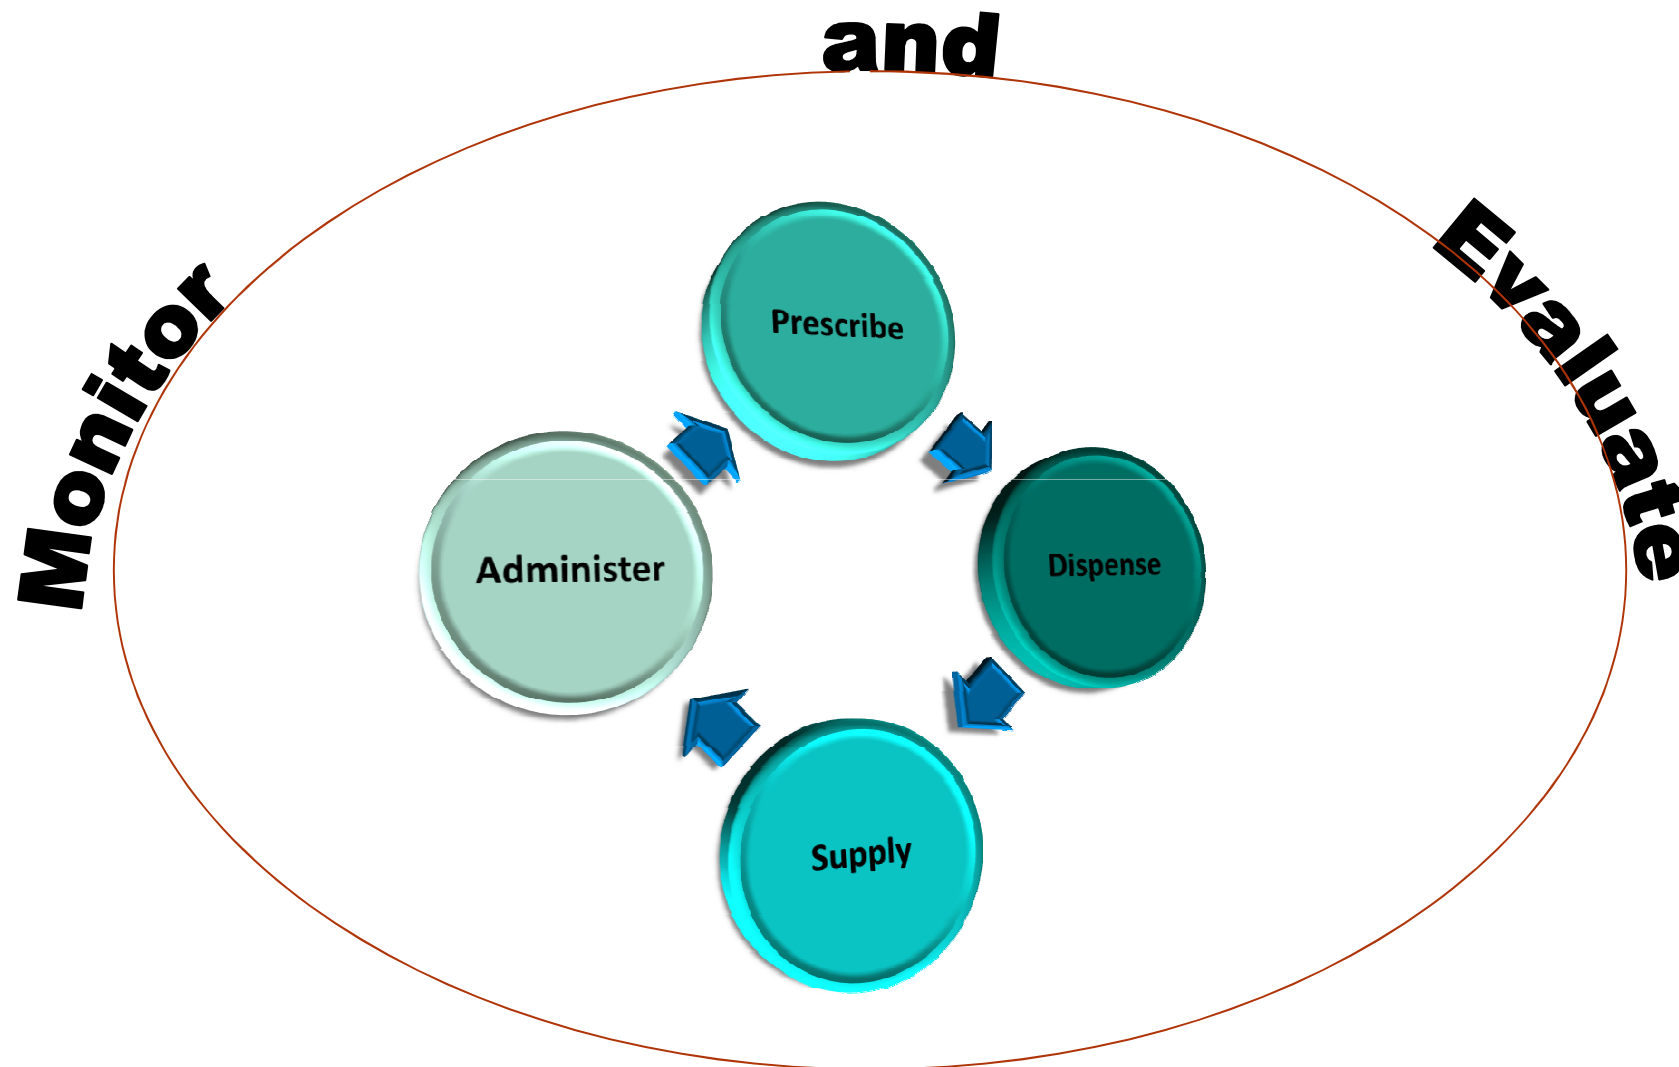 Monitor
and
Evaluate
Prescribe
Dispense
Supply
Administer